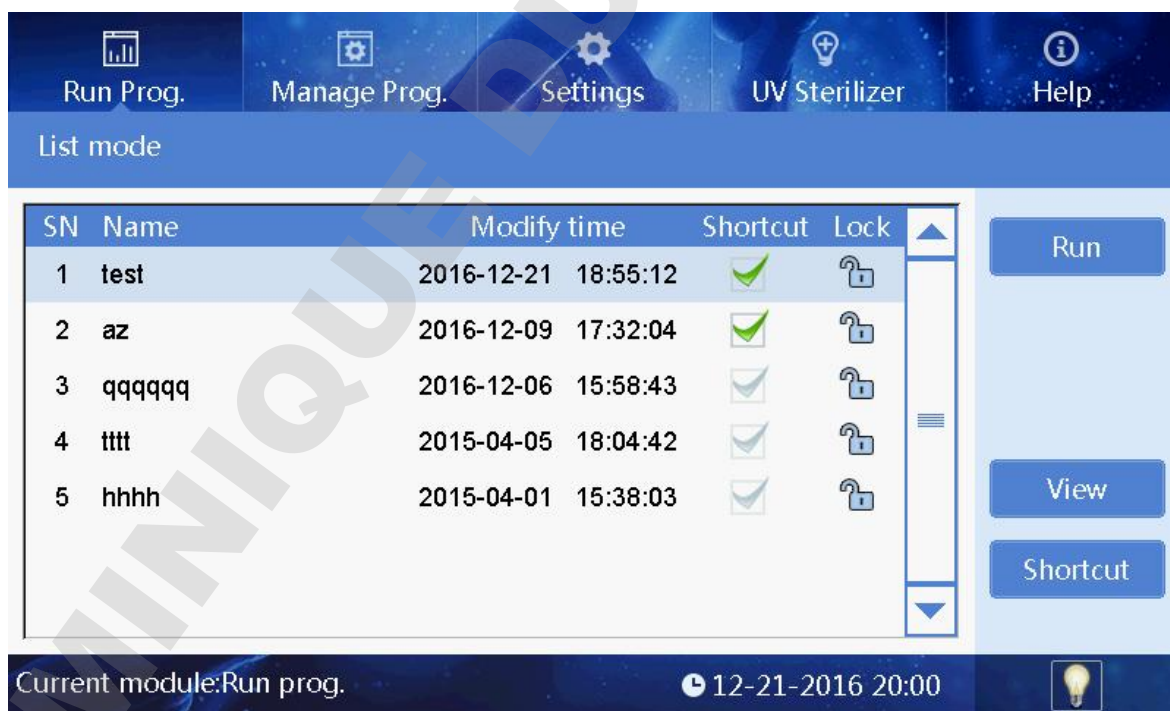 Run Prog. Manage Prog. Settings UV Sterilizer Help
List mode
SN Name Modify time Shortcut Lock
1 test 2016-12-21 18:55:12
2 az 2016-12-09 17:32:04
3 qqqqqq 2016-12-06 15:58:43
4 tttt 2015-04-05 18:04:42
5 hhhh 2015-04-01 15:38:03
Run
View
Shortcut
Current module:Run prog. 12-21-2016 20:00
MINIQUE DU